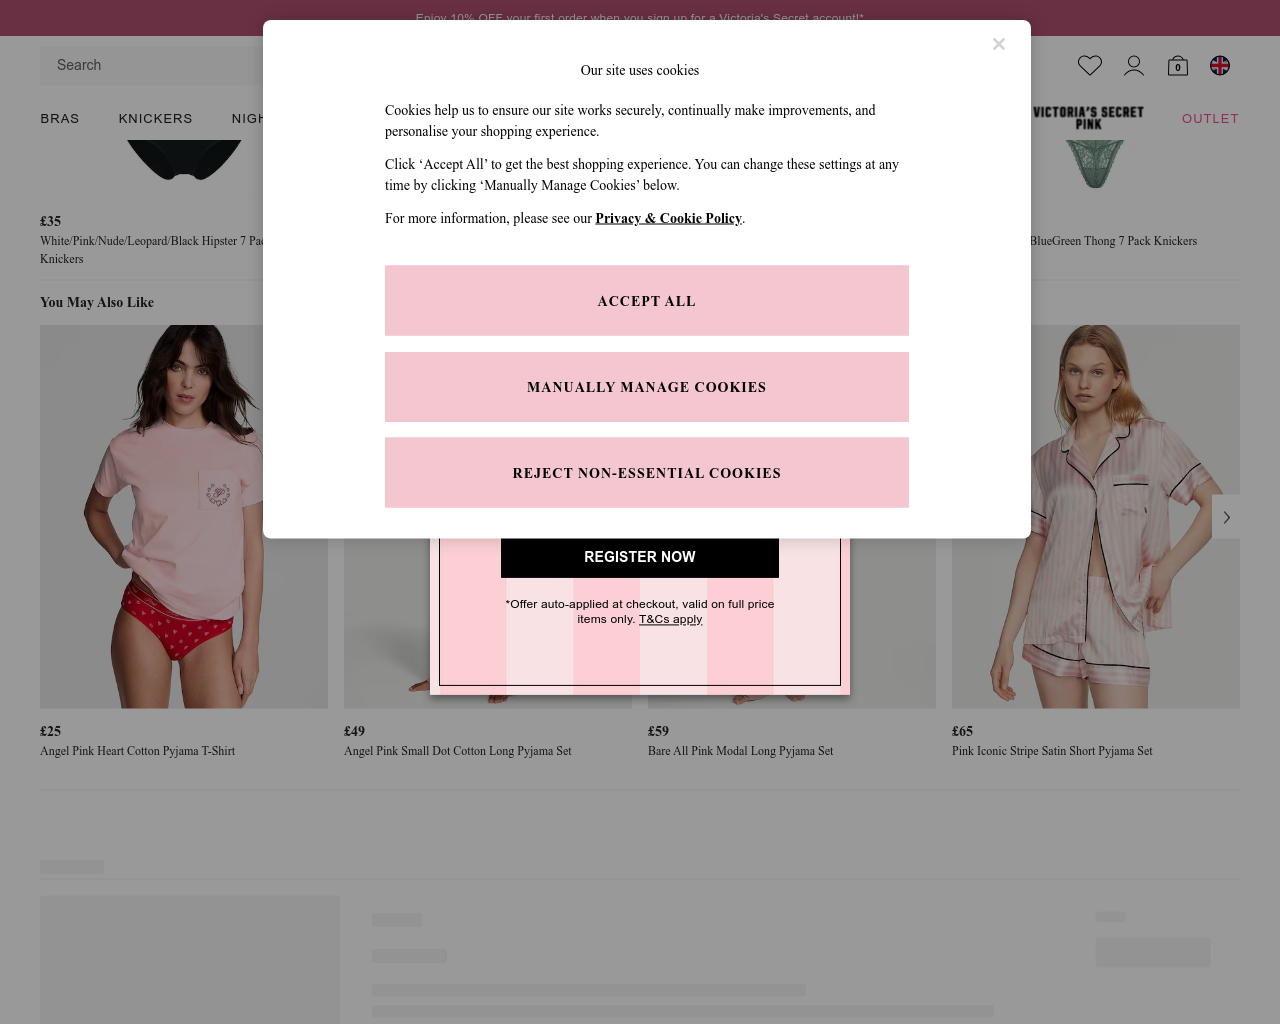 Enjoy 10% OFF your first order when you sign up for a Victoria's Secret account!*
Search
0
BRAS
KNICKERS
VICTORIA'S SECRET
PINK
OUTLET
Our site uses cookies
Cookies help us to ensure our site works securely, continually make improvements, and
personalise your shopping experience.
Click ‘Accept All’ to get the best shopping experience. You can change these settings at any
time by clicking ‘Manually Manage Cookies’ below.
For more information, please see our Privacy & Cookie Policy.
ACCEPT ALL
MANUALLY MANAGE COOKIES
REJECT NON-ESSENTIAL COOKIES
£35
White/Pink/Nude/Leopard/Black Hipster 7
Knickers
BlueGreen Thong 7 Pack Knickers
You May Also Like
REGISTER NOW
*Offer auto-applied at checkout, valid on full price
items only. T&Cs apply
£25
Angel Pink Heart Cotton Pyjama T-Shirt
£49
Angel Pink Small Dot Cotton Long Pyjama Set
£59
Bare All Pink Modal Long Pyjama Set
£65
Pink Iconic Stripe Satin Short Pyjama Set